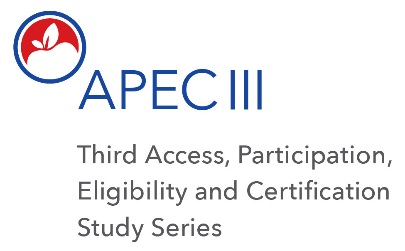 APEC III
Third Access, Participation,
Eligibility and Certification
Study Series